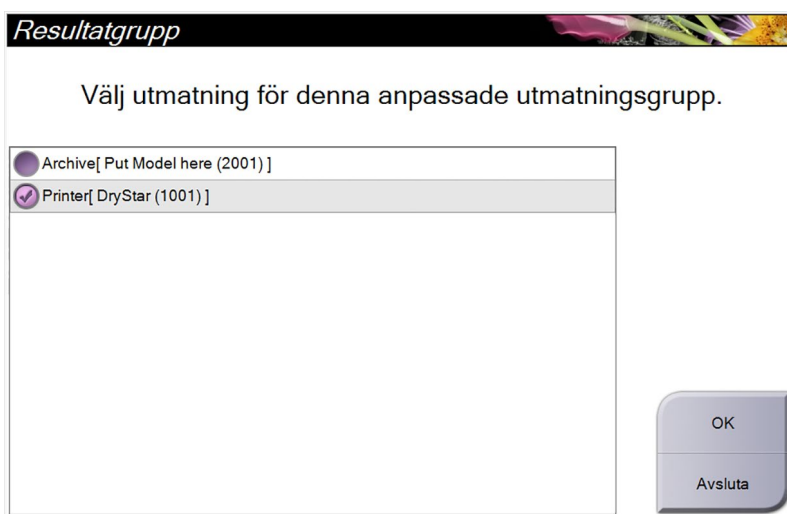 Resultatgrupp
Välj utmatning för denna anpassade utmatningsgrupp.
Archive[ Put Model here (2001) ]
Printer[ DryStar (1001) ]
OK
Avsluta